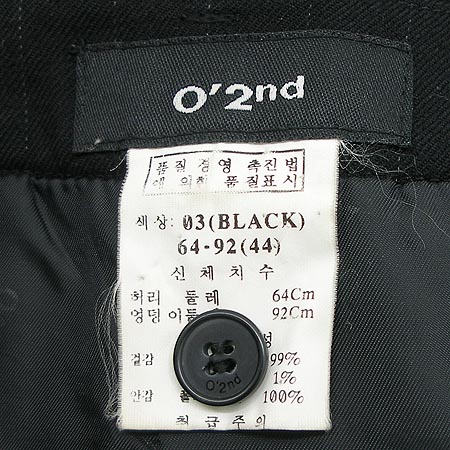 O'2nd
품질경영촉진법
에 의한 품질표시
색상: 03(BLACK)
64-92(44)
신체치수
허리 둘레 64Cm
엉덩이둘 92Cm
성
겉감 99%
1%
안감 폴 100%
O'2nd
취급주의